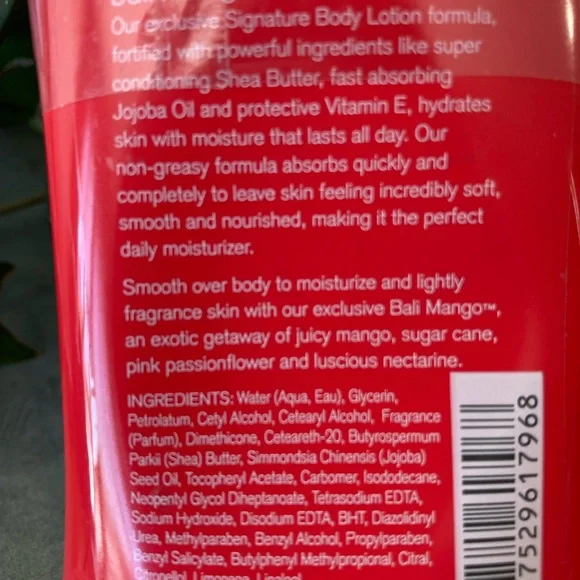 Our exclusive Signature Body Lotion formula,
fortified with powerful ingredients like super
conditioning Shea Butter, fast absorbing
Jojoba Oil and protective Vitamin E, hydrates
skin with moisture that lasts all day. Our
non-greasy formula absorbs quickly and
completely to leave skin feeling incredibly soft,
smooth and nourished, making it the perfect
daily moisturizer.
Smooth over body to moisturize and lightly
fragrance skin with our exclusive Bali Mango™,
an exotic getaway of juicy mango, sugar cane,
pink passionflower and luscious nectarine.
INGREDIENTS: Water (Aqua, Eau), Glycerin,
Petrolatum, Cetyl Alcohol, Cetearyl Alcohol, Fragrance
(Parfum), Dimethicone, Ceteareth-20, Butyrospermum
Parkii (Shea) Butter, Simmondsia Chinensis (Jojoba)
Seed Oil, Tocopheryl Acetate, Carbomer, Isododecane,
Neopentyl Glycol Diheptanoate, Tetrasodium EDTA,
Sodium Hydroxide, Disodium EDTA, BHT, Diazolidinyl
Urea, Methylparaben, Benzyl Alcohol, Propylparaben,
Benzyl Salicylate, Butylphenyl Methylpropional, Citral,
Citronellol, Limonene, Linalool
7529617968